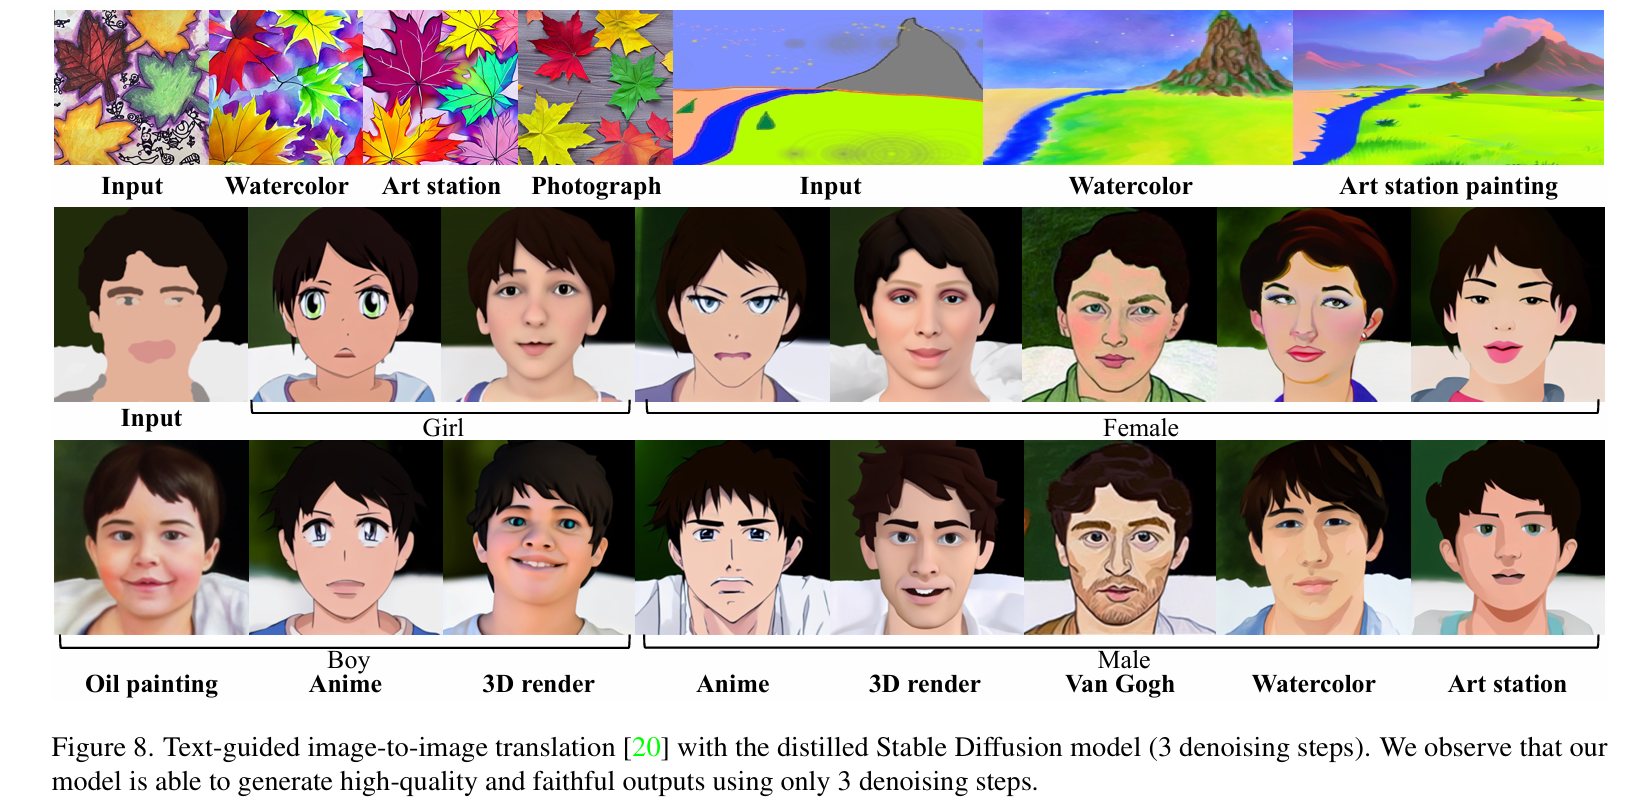 Input Watercolor Art station Photograph Input Watercolor Art station painting
Input
Girl Female
Boy Male
Oil painting Anime 3D render Anime 3D render Van Gogh Watercolor Art station
Figure 8. Text-guided image-to-image translation [20] with the distilled Stable Diffusion model (3 denoising steps). We observe that our
model is able to generate high-quality and faithful outputs using only 3 denoising steps.